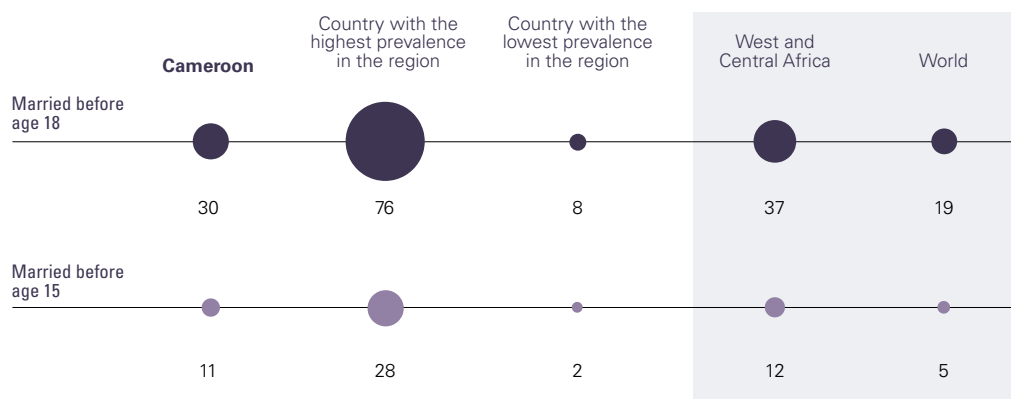 Cameroon
Country with the
highest prevalence
in the region
Country with the
lowest prevalence
in the region
West and
Central Africa
World
Married before
age 18
30
76
8
37
19
Married before
age 15
11
28
2
12
5